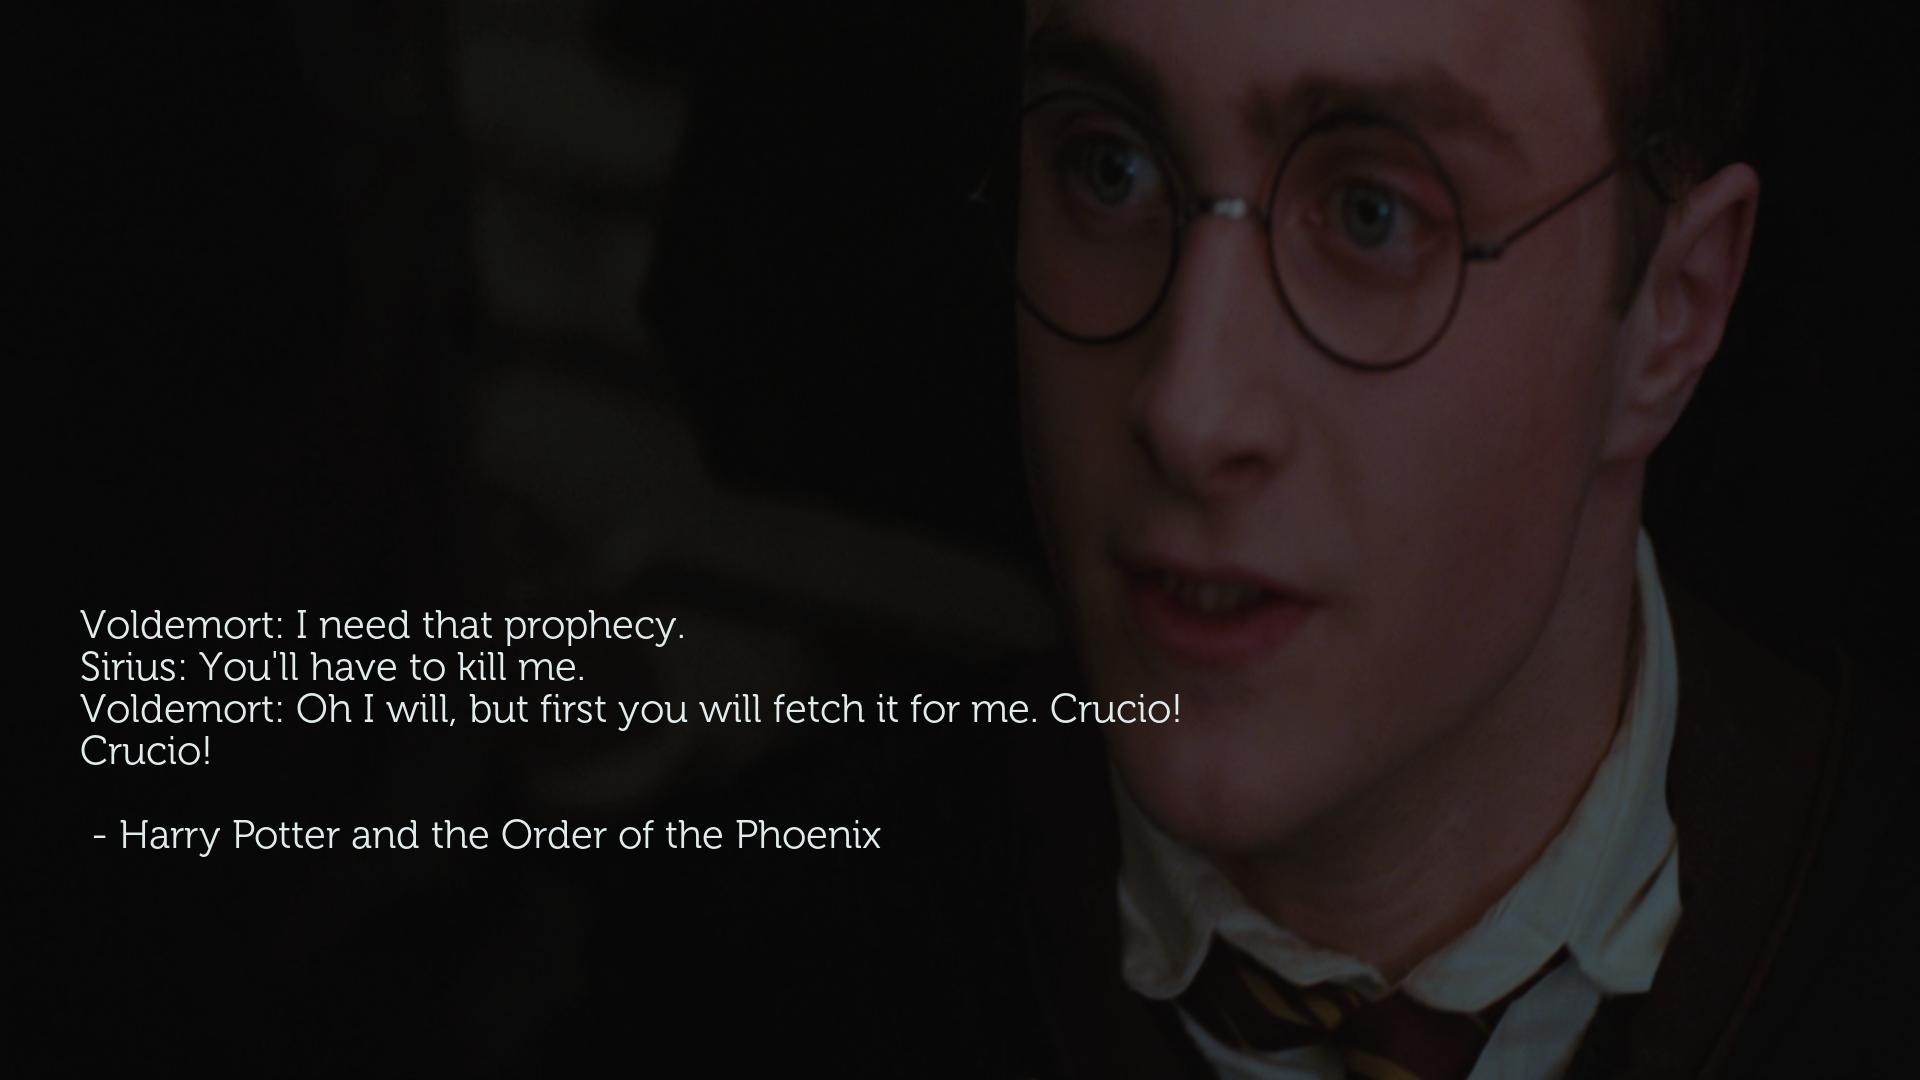 Voldemort: I need that prophecy.
Sirius: You'll have to kill me.
Voldemort: Oh I will, but first you will fetch it for me. Crucio!
Crucio!
- Harry Potter and the Order of the Phoenix